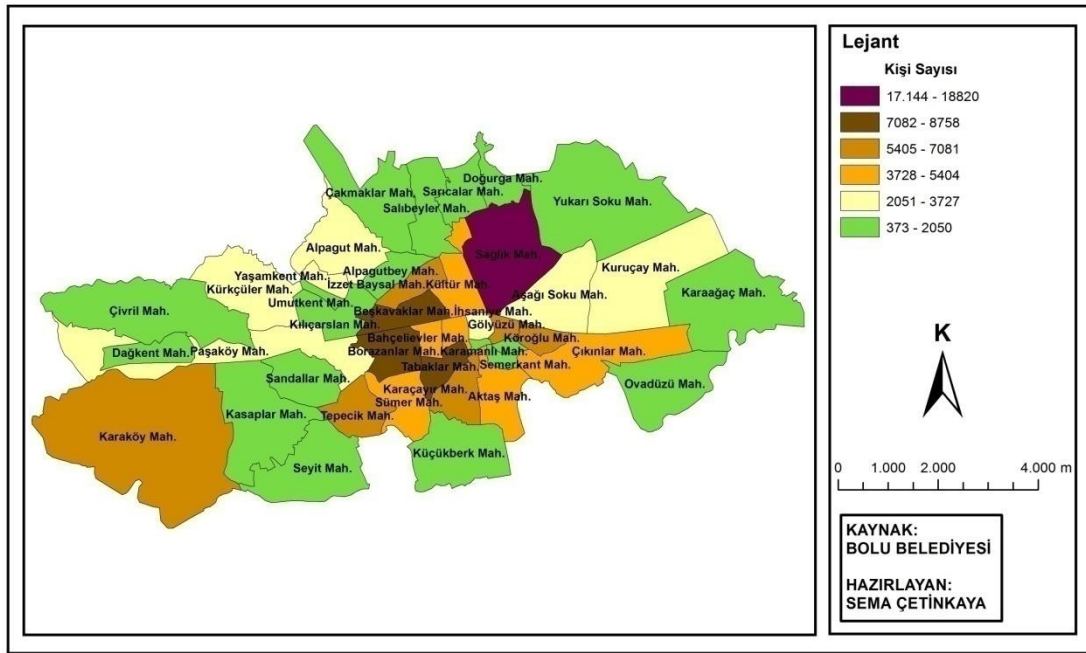 Lejant
Kişi Sayısı
17.144 - 18820
7082 - 8758
5405 - 7081
3728 - 5404
2051 - 3727
373 - 2050
Doğurga Mah.
Çakmaklar Mah.
Sarıcalar Mah.
Yukarı Soku Mah.
Salıbeyler Mah.
Alpagut Mah.
Sağlık Mah.
Kuruçay Mah.
Yaşamkent Mah.
Alpagutbey Mah.
Karaağaç Mah.
Kürkçüler Mah.
İzzet Baysal Mah.
Kültür Mah.
Aşağı Soku Mah.
Çivril Mah.
Umutkent Mah.
Beşkavaklar Mah.
İhsaniye Mah.
Kılıçarslan Mah.
Gölyüzü Mah.
Bahçelievler Mah.
Köroğlu Mah.
Dağkent Mah.
Paşaköy Mah.
Borazanlar Mah.
Karamanlı Mah.
Çıkınlar Mah.
Tabaklar Mah.
Semerkant Mah.
Sandallar Mah.
Ovadüzü Mah.
Karaçayır Mah.
Aktaş Mah.
Sümer Mah.
Kasaplar Mah.
Tepecik Mah.
Karaköy Mah.
Küçükberk Mah.
Seyit Mah.
K
0 1.000 2.000 4.000 m
KAYNAK:
BOLU BELEDİYESİ
HAZIRLAYAN:
SEMA ÇETİNKAYA